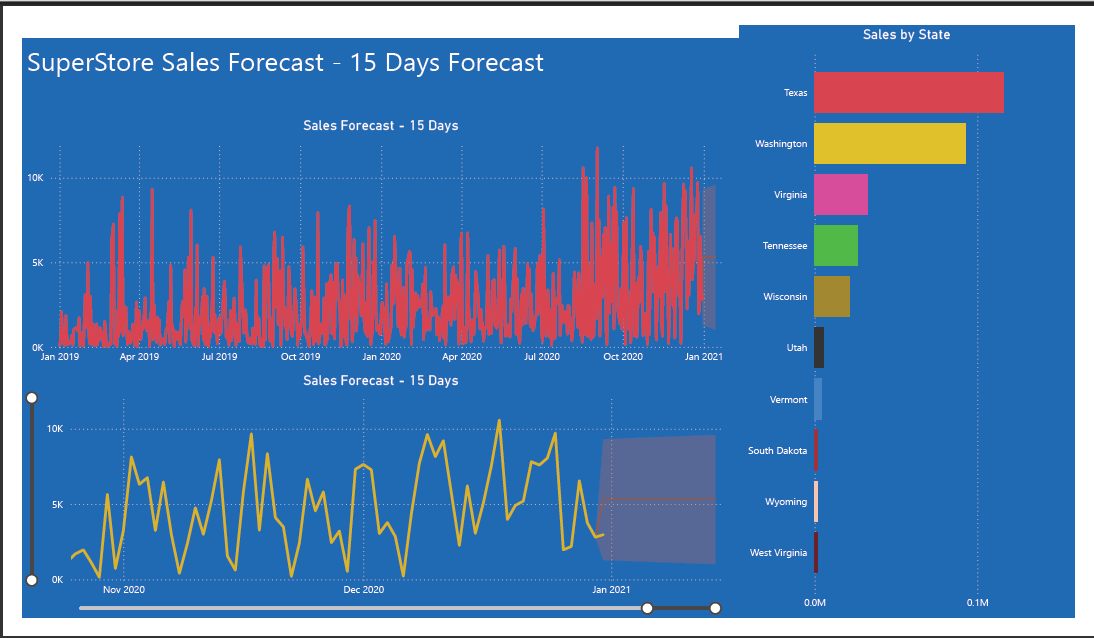 SuperStore Sales Forecast - 15 Days Forecast
Sales Forecast - 15 Days
10K
5K
0K
Jan 2019 Apr 2019 Jul 2019 Oct 2019 Jan 2020 Apr 2020 Jul 2020 Oct 2020 Jan 2021
Sales Forecast - 15 Days
10K
5K
0K
Nov 2020 Dec 2020 Jan 2021
Sales by State
Texas
Washington
Virginia
Tennessee
Wisconsin
Utah
Vermont
South Dakota
Wyoming
West Virginia
0.0M 0.1M